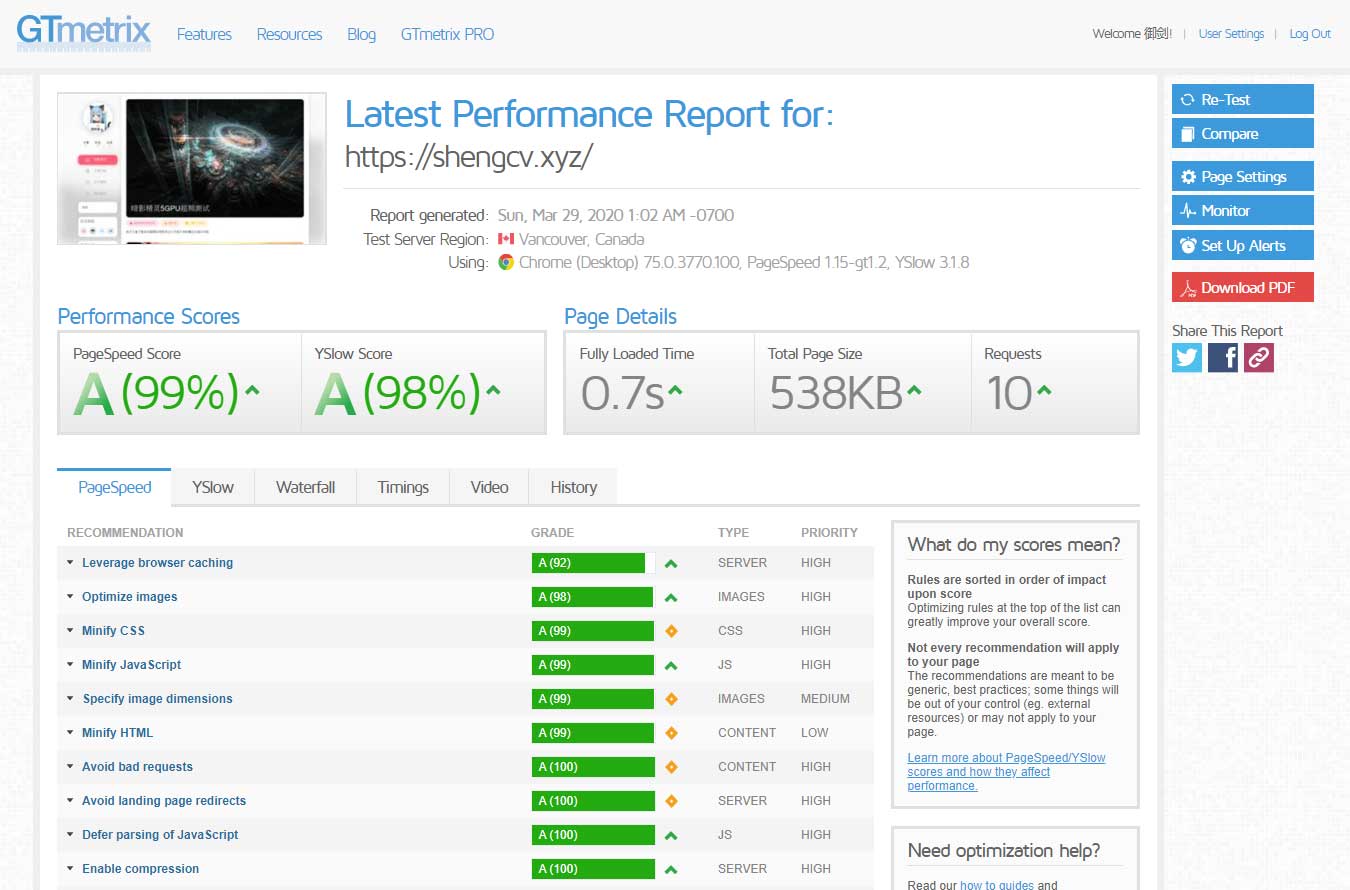 GTmetrix
Features
Resources
Blog
GTmetrix PRO
Welcome 御剑!
User Settings
Log Out
暗影精灵5GPU超频测试
Latest Performance Report for:
https://shengcv.xyz/
Report generated: Sun, Mar 29, 2020 1:02 AM -0700
Test Server Region: Vancouver, Canada
Using: Chrome (Desktop) 75.0.3770.100, PageSpeed 1.15-gt1.2, YSlow 3.1.8
Re-Test
Compare
Page Settings
Monitor
Set Up Alerts
Download PDF
Share This Report
Performance Scores
PageSpeed Score
A (99%)
YSlow Score
A (98%)
Page Details
Fully Loaded Time
0.7s
Total Page Size
538KB
Requests
10
PageSpeed
YSlow
Waterfall
Timings
Video
History
RECOMMENDATION GRADE TYPE PRIORITY
Leverage browser caching A (92) SERVER HIGH
Optimize images A (98) IMAGES HIGH
Minify CSS A (99) CSS HIGH
Minify JavaScript A (99) JS HIGH
Specify image dimensions A (99) IMAGES MEDIUM
Minify HTML A (99) CONTENT LOW
Avoid bad requests A (100) CONTENT HIGH
Avoid landing page redirects A (100) SERVER HIGH
Defer parsing of JavaScript A (100) JS HIGH
Enable compression A (100) SERVER HIGH
What do my scores mean?
Rules are sorted in order of impact
upon score
Optimizing rules at the top of the list can
greatly improve your overall score.
Not every recommendation will apply
to your page
The recommendations are meant to be
generic, best practices; some things will
be out of your control (eg. external
resources) or may not apply to your
page.
Learn more about PageSpeed/YSlow
scores and how they affect
performance.
Need optimization help?
Read our how to guides and